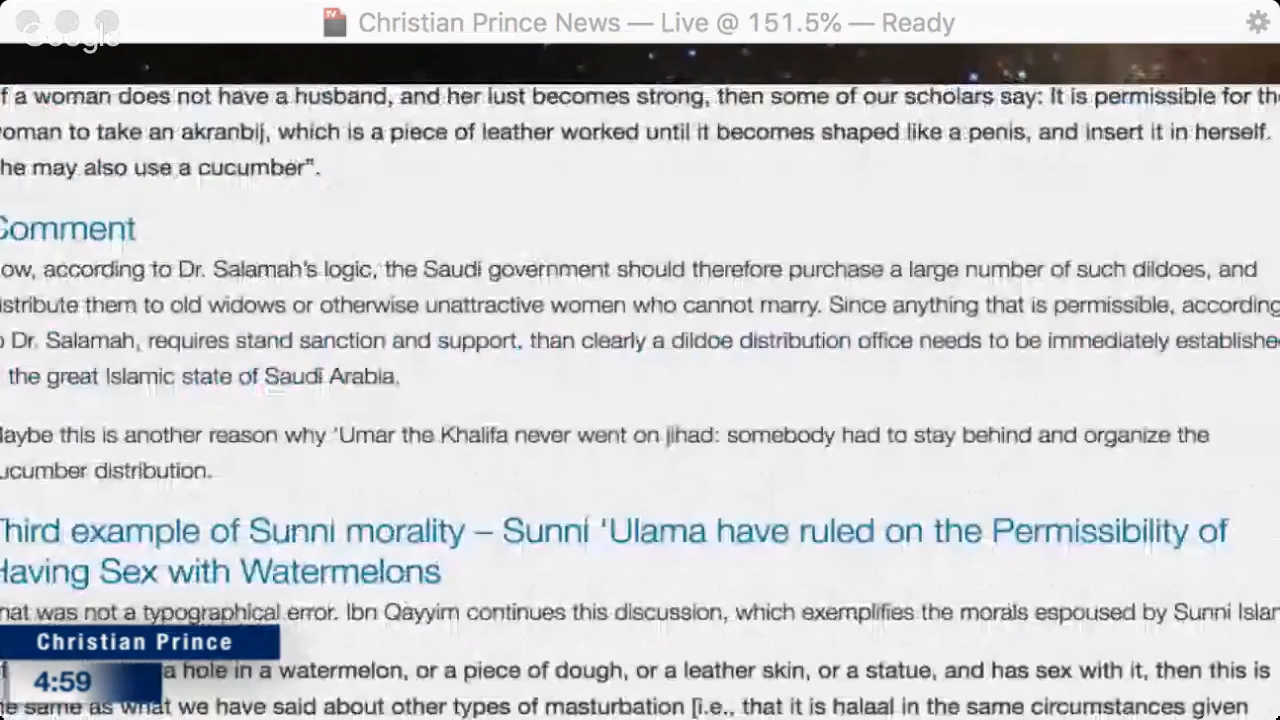 Google
TV
Christian Prince News — Live @ 151.5% — Ready
f a woman does not have a husband, and her lust becomes strong, then some of our scholars say: It is permissible for the
oman to take an akranbij, which is a piece of leather worked until it becomes shaped like a penis, and insert it in herself.
he may also use a cucumber".
Comment
ow, according to Dr. Salamah's logic, the Saudi government should therefore purchase a large number of such dildoes, and
istribute them to old widows or otherwise unattractive women who cannot marry. Since anything that is permissible, according
o Dr. Salamah, requires stand sanction and support, than clearly a dildoe distribution office needs to be immediately establishe
the great Islamic state of Saudi Arabia.
Maybe this is another reason why 'Umar the Khalifa never went on jihad: somebody had to stay behind and organize the
ucumber distribution.
Third example of Sunni morality – Sunni 'Ulama have ruled on the Permissibility of
Having Sex with Watermelons
hat was not a typographical error. Ibn Qayyim continues this discussion, which exemplifies the morals espoused by Sunni Islam
Christian Prince
a hole in a watermelon, or a piece of dough, or a leather skin, or a statue, and has sex with it, then this is
4:59
e same as what we have said about other types of masturbation [i.e., that it is halaal in the same circumstances given